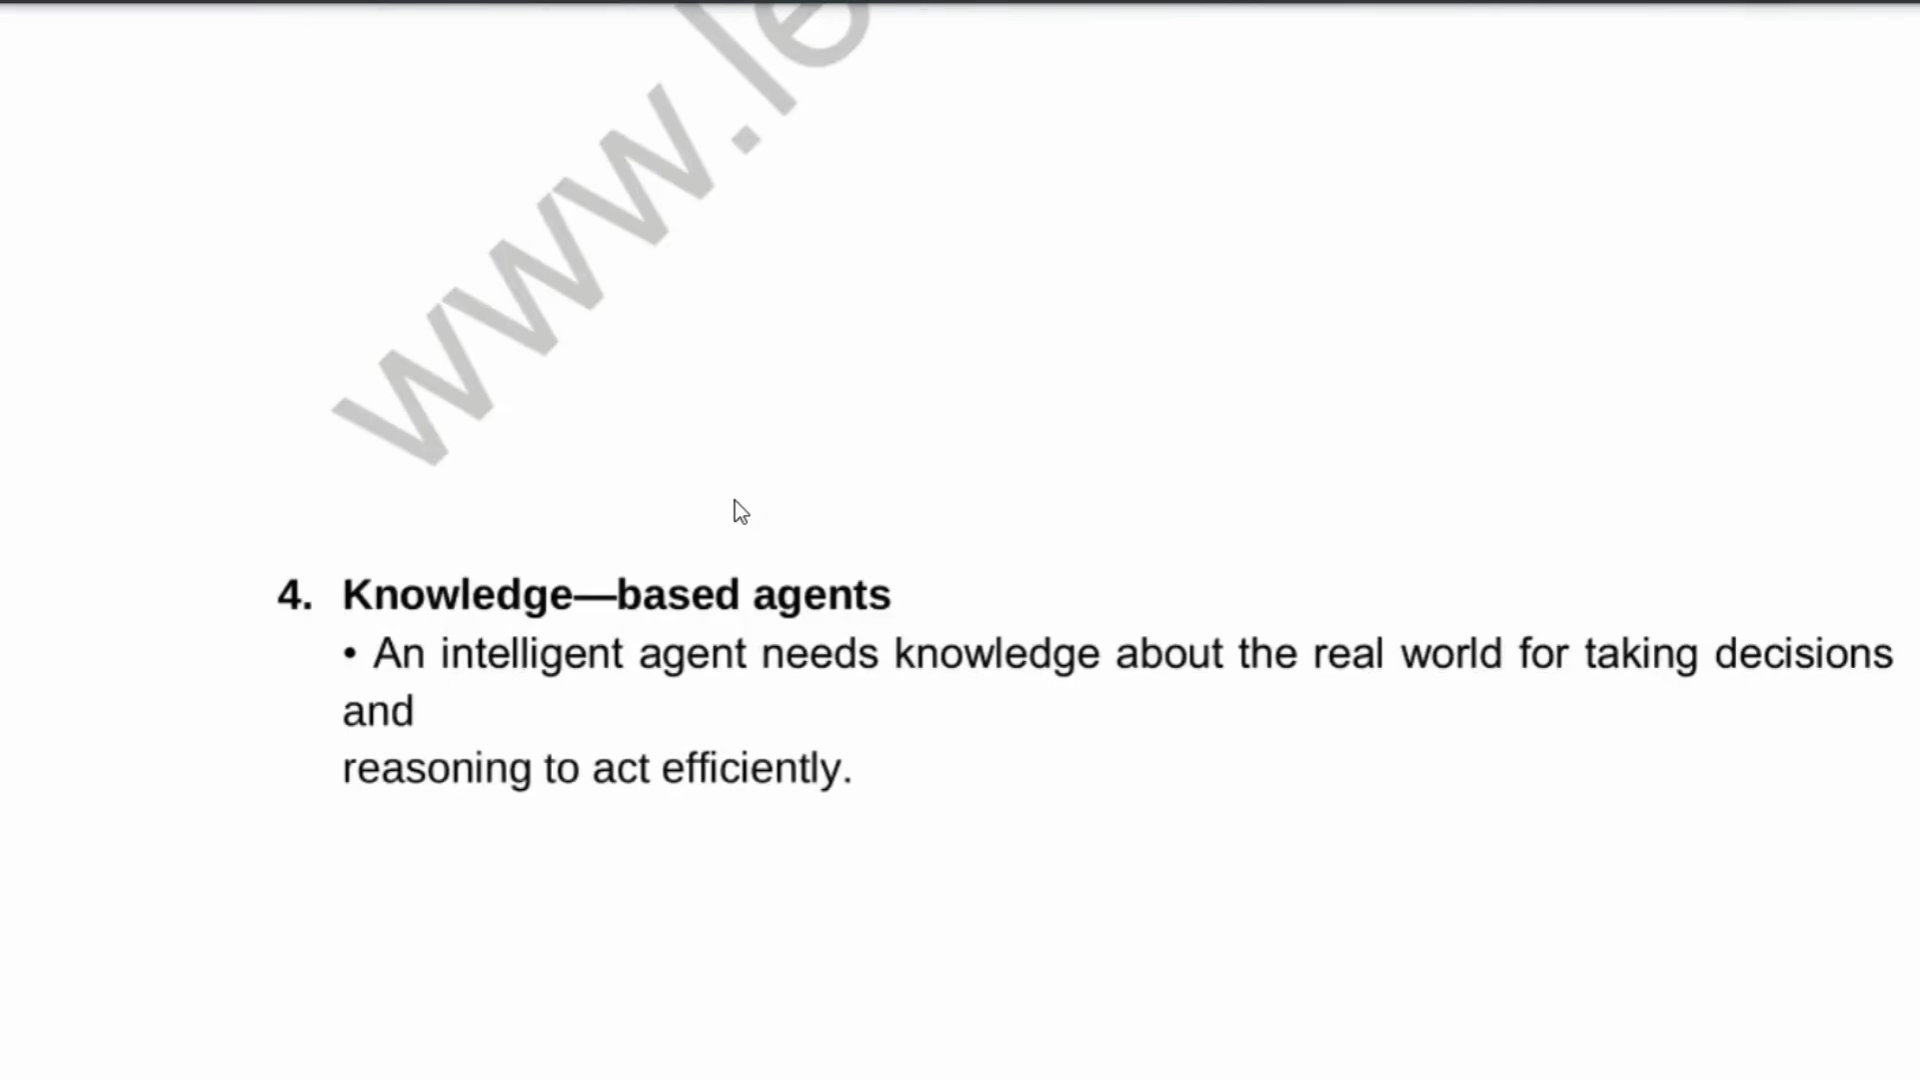 www.le
4. Knowledge—based agents
• An intelligent agent needs knowledge about the real world for taking decisions
and
reasoning to act efficiently.